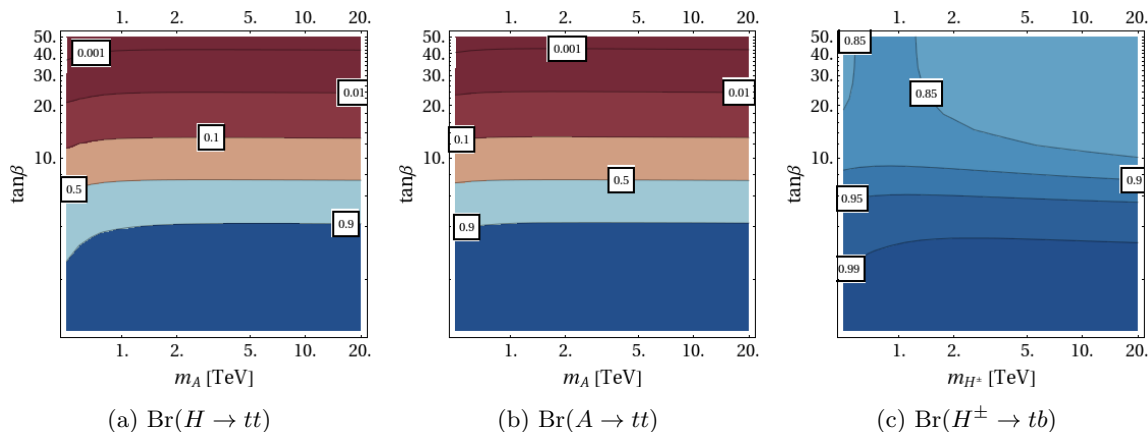 1. 2. 5. 10. 20.
50.
40.
30.
20.
10.
tanβ
0.001
0.01
0.1
0.5
0.9
1. 2. 5. 10. 20.
m_A [TeV]
(a) Br(H → tt)
1. 2. 5. 10. 20.
50.
40.
30.
20.
10.
tanβ
0.001
0.01
0.1
0.5
0.9
1. 2. 5. 10. 20.
m_A [TeV]
(b) Br(A → tt)
1. 2. 5. 10. 20.
50.
40.
30.
20.
10.
tanβ
0.85
0.85
0.9
0.95
0.99
1. 2. 5. 10. 20.
m_{H^±} [TeV]
(c) Br(H^± → tb)